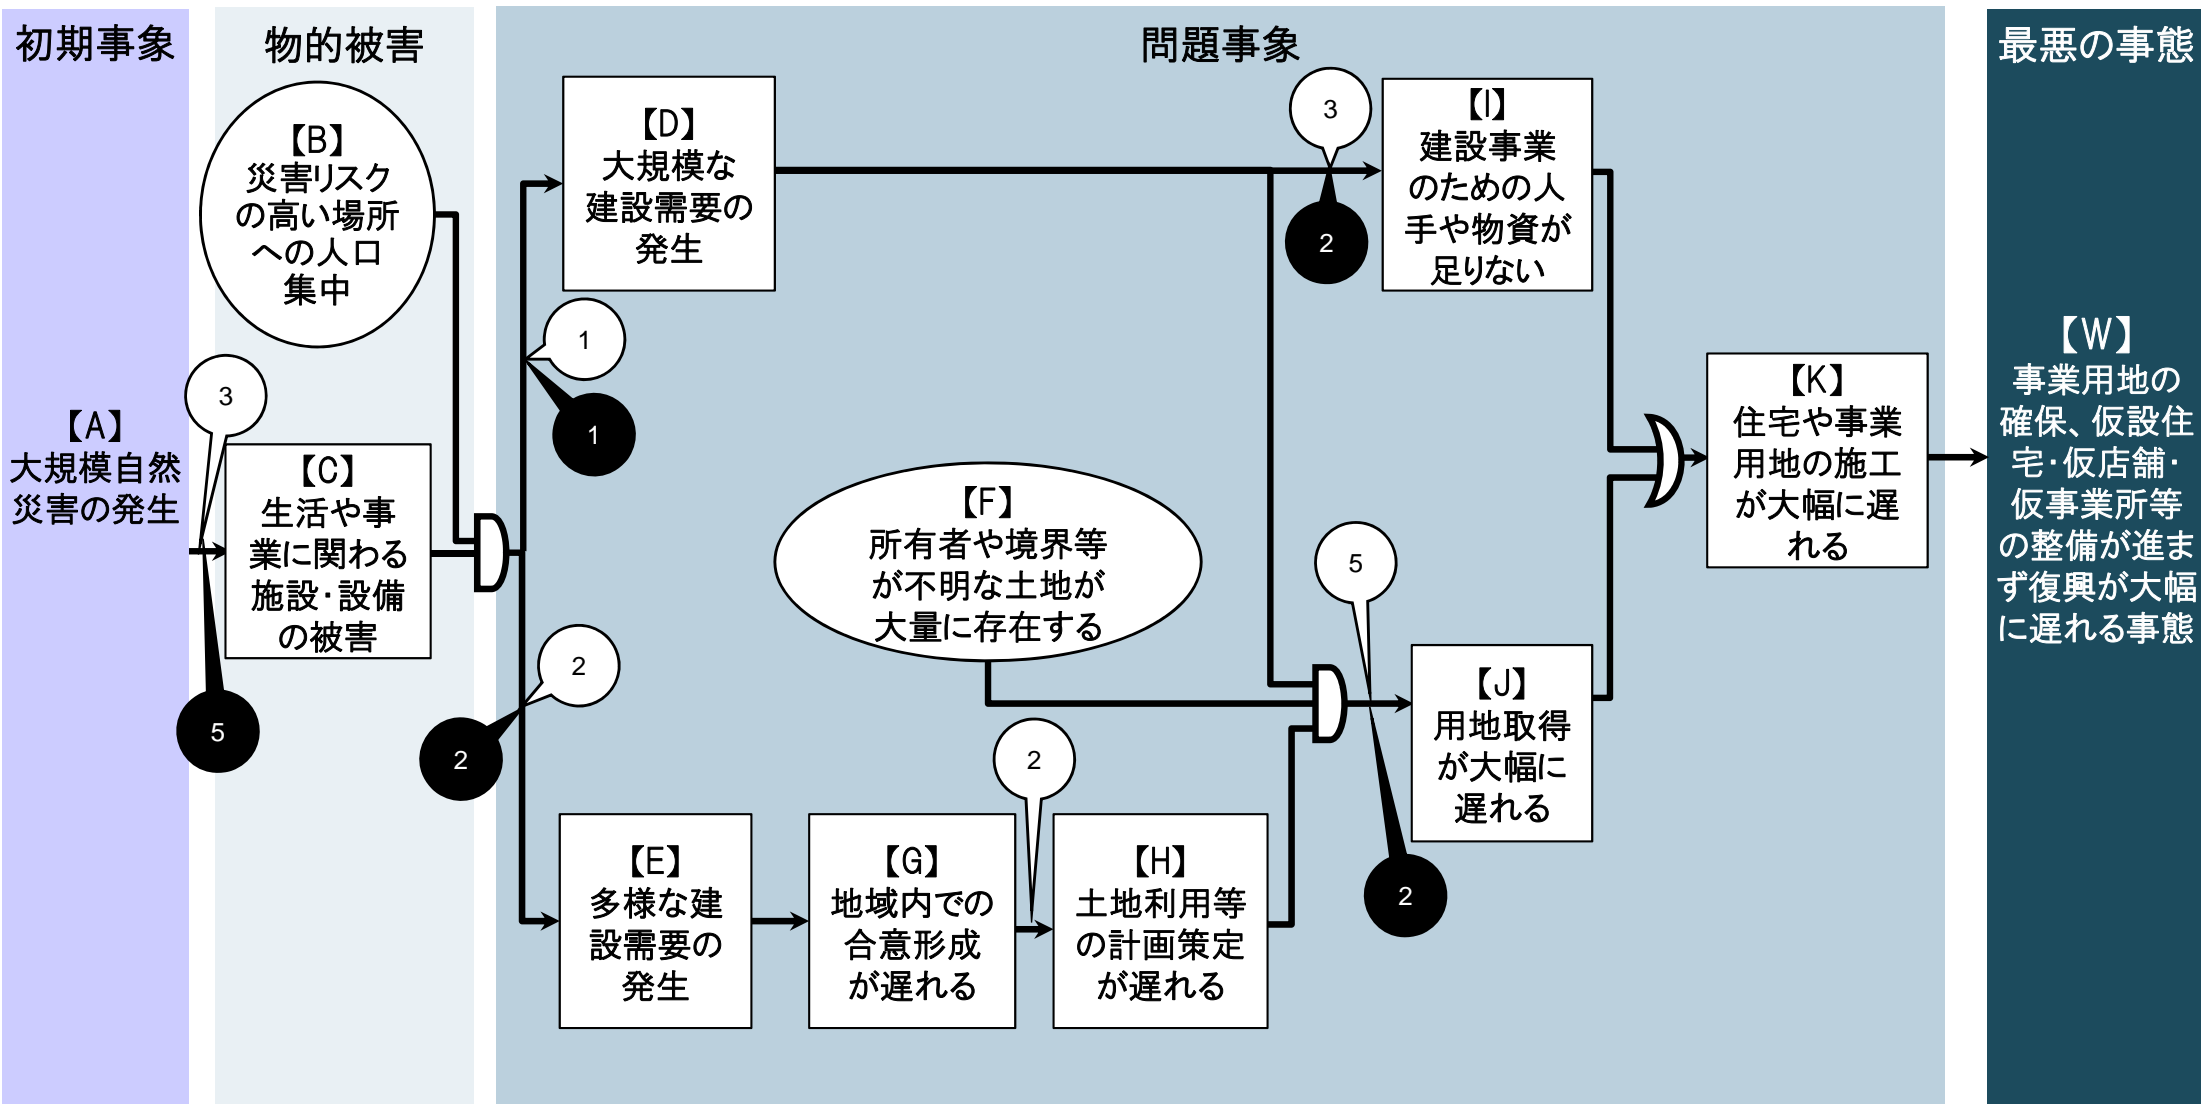 初期事象
物的被害
問題事象
最悪の事態
【A】
大規模自然
災害の発生
【B】
災害リスク
の高い場所
への人口
集中
3
【C】
生活や事
業に関わる
施設・設備
の被害
5
【D】
大規模な
建設需要の
発生
1
1
2
2
【E】
多様な建
設需要の
発生
【F】
所有者や境界等
が不明な土地が
大量に存在する
【G】
地域内での
合意形成
が遅れる
2
【H】
土地利用等
の計画策定
が遅れる
3
2
【I】
建設事業
のための人
手や物資が
足りない
5
2
【J】
用地取得
が大幅に
遅れる
【K】
住宅や事業
用地の施工
が大幅に遅
れる
【W】
事業用地の
確保、仮設住
宅・仮店舗・
仮事業所等
の整備が進ま
ず復興が大幅
に遅れる事態